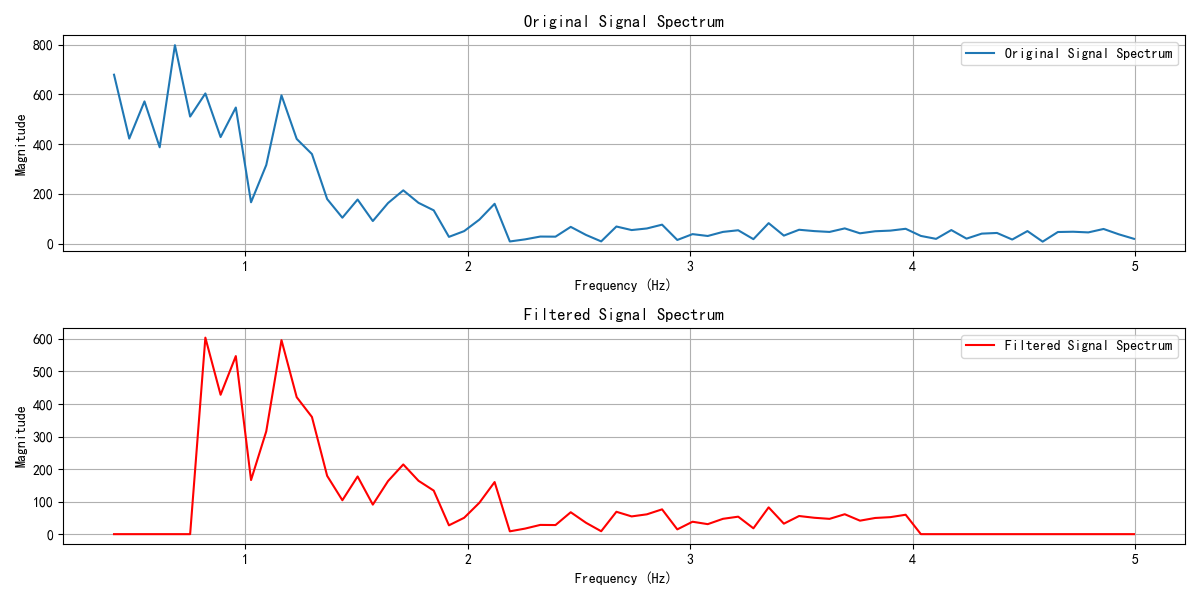 Original Signal Spectrum
Original Signal Spectrum
Magnitude
800
600
400
200
0
1 2 3 4 5
Frequency (Hz)
Filtered Signal Spectrum
Filtered Signal Spectrum
Magnitude
600
500
400
300
200
100
0
1 2 3 4 5
Frequency (Hz)